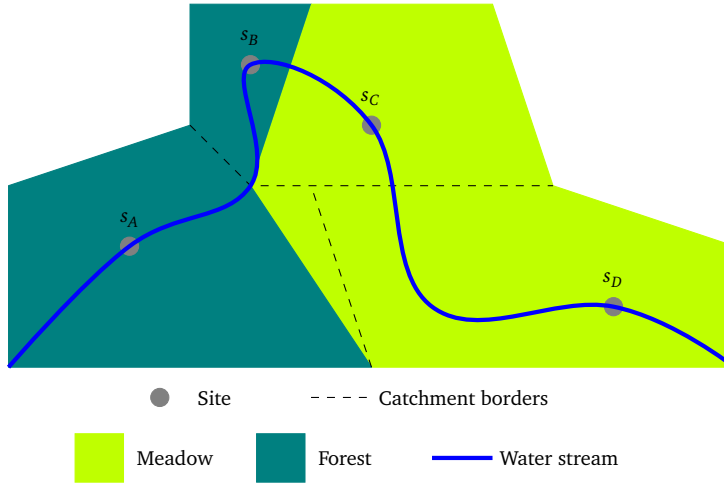 s_B
s_C
s_A
s_D
Site Catchment borders
Meadow Forest Water stream